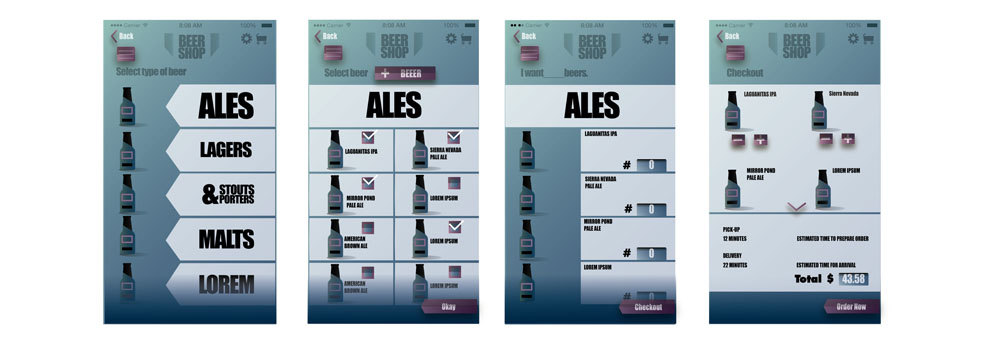 Carrier 8:08 AM 100%
Back
BEER SHOP
Select type of beer
ALES
LAGERS
& STOUTS PORTERS
MALTS
LOREM
Carrier 8:08 AM 100%
Back
BEER SHOP
Select beer + BEEER
ALES
LAGUANITAS IPA
SIERRA NEVADA
PALE ALE
MIRROR POND
PALE ALE
LOREM IPSUM
AMERICAN
BROWN ALE
LOREM IPSUM
AMERICAN
BROWN ALE
LOREM IPSUM
Okay
Carrier 8:08 AM 100%
Back
BEER SHOP
I want ____ beers.
ALES
LAGUANITAS IPA
# 0
SIERRA NEVADA
PALE ALE
# 0
MIRROR POND
PALE ALE
# 0
LOREM IPSUM
Checkout
Carrier 8:08 AM 100%
Back
BEER SHOP
Checkout
LAGUANITAS IPA
Sierra Nevada
MIRROR POND
PALE ALE
LOREM IPSUM
PICK-UP
12 MINUTES ESTIMATED TIME TO PREPARE ORDER
DELIVERY
22 MINUTES ESTIMATED TIME FOR ARRIVAL
Total $ 43.58
Order Now